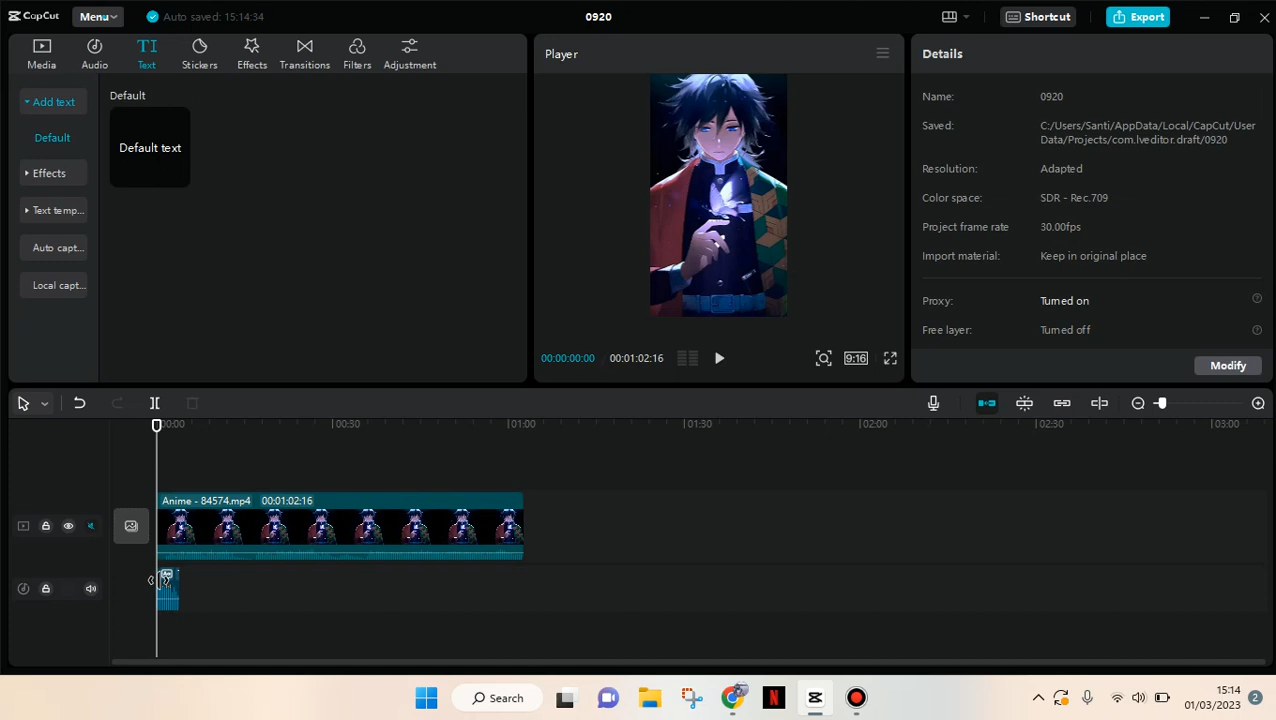 CapCut
Menu
Auto saved: 15:14:34
0920
Shortcut
Export
Media
Audio
TI
Text
Stickers
Effects
Transitions
Filters
Adjustment
Add text
Default
Effects
Text temp...
Auto capt...
Local capt...
Default
Default text
Player
00:00:00:00
00:01:02:16
9:16
Details
Name: 0920
Saved: C:/Users/Santi/AppData/Local/CapCut/User
Data/Projects/com.lveditor.draft/0920
Resolution: Adapted
Color space: SDR - Rec.709
Project frame rate 30.00fps
Import material: Keep in original place
Proxy: Turned on
Free layer: Turned off
Modify
00:00
00:30
01:00
01:30
02:00
02:30
03:00
Anime - 84574.mp4 00:01:02:16
Search
15:14
01/03/2023
2